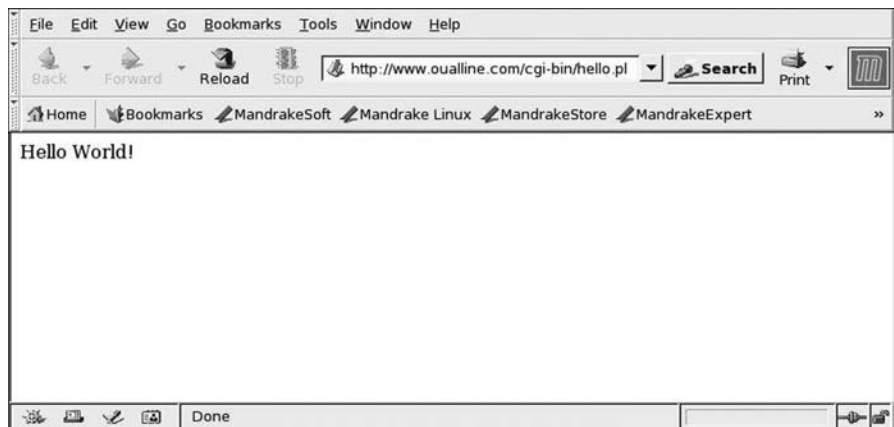 File Edit View Go Bookmarks Tools Window Help
Back Forward Reload Stop http://www.oualline.com/cgi-bin/hello.pl Search Print
Home Bookmarks MandrakeSoft Mandrake Linux MandrakeStore MandrakeExpert »
Hello World!
Done